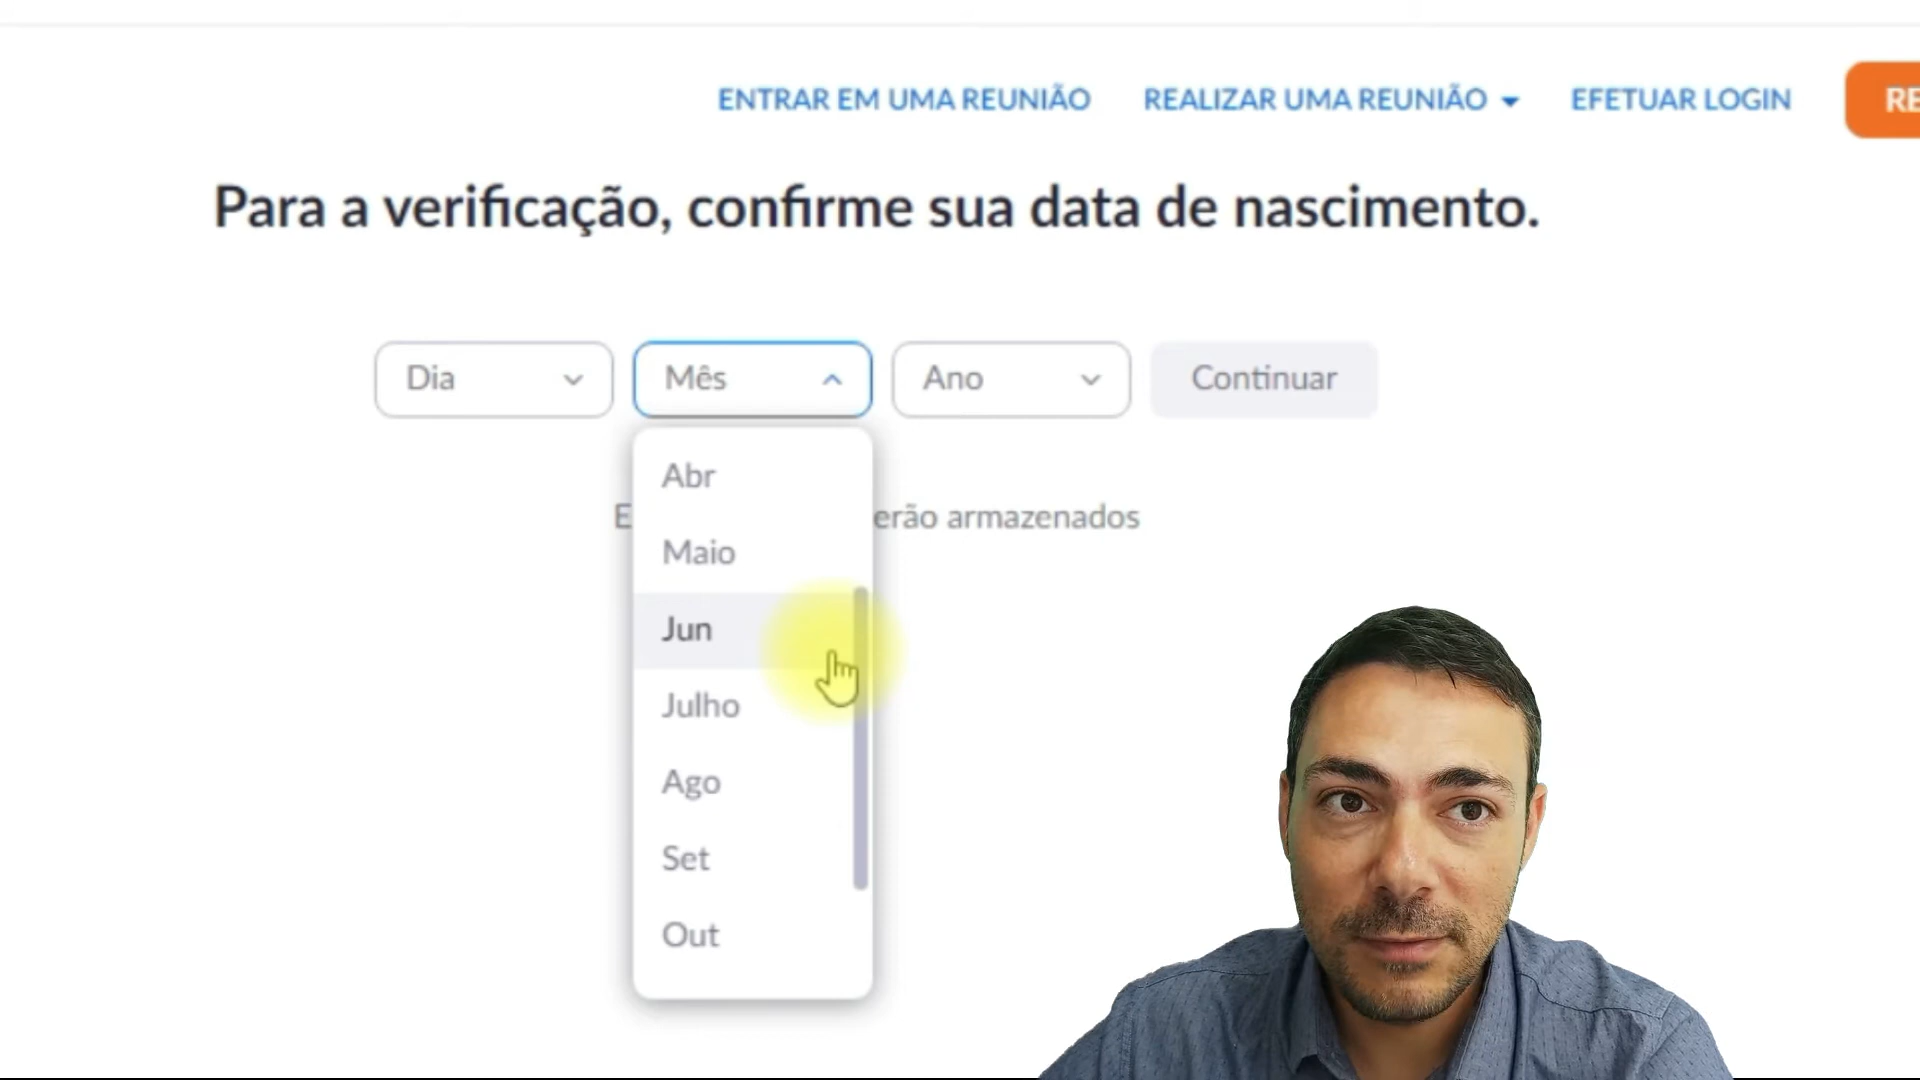 ENTRAR EM UMA REUNIÃO REALIZAR UMA REUNIÃO EFETUAR LOGIN RE
Para a verificação, confirme sua data de nascimento.
Dia Mês Ano Continuar
Abr
E erão armazenados
Maio
Jun
Julho
Ago
Set
Out